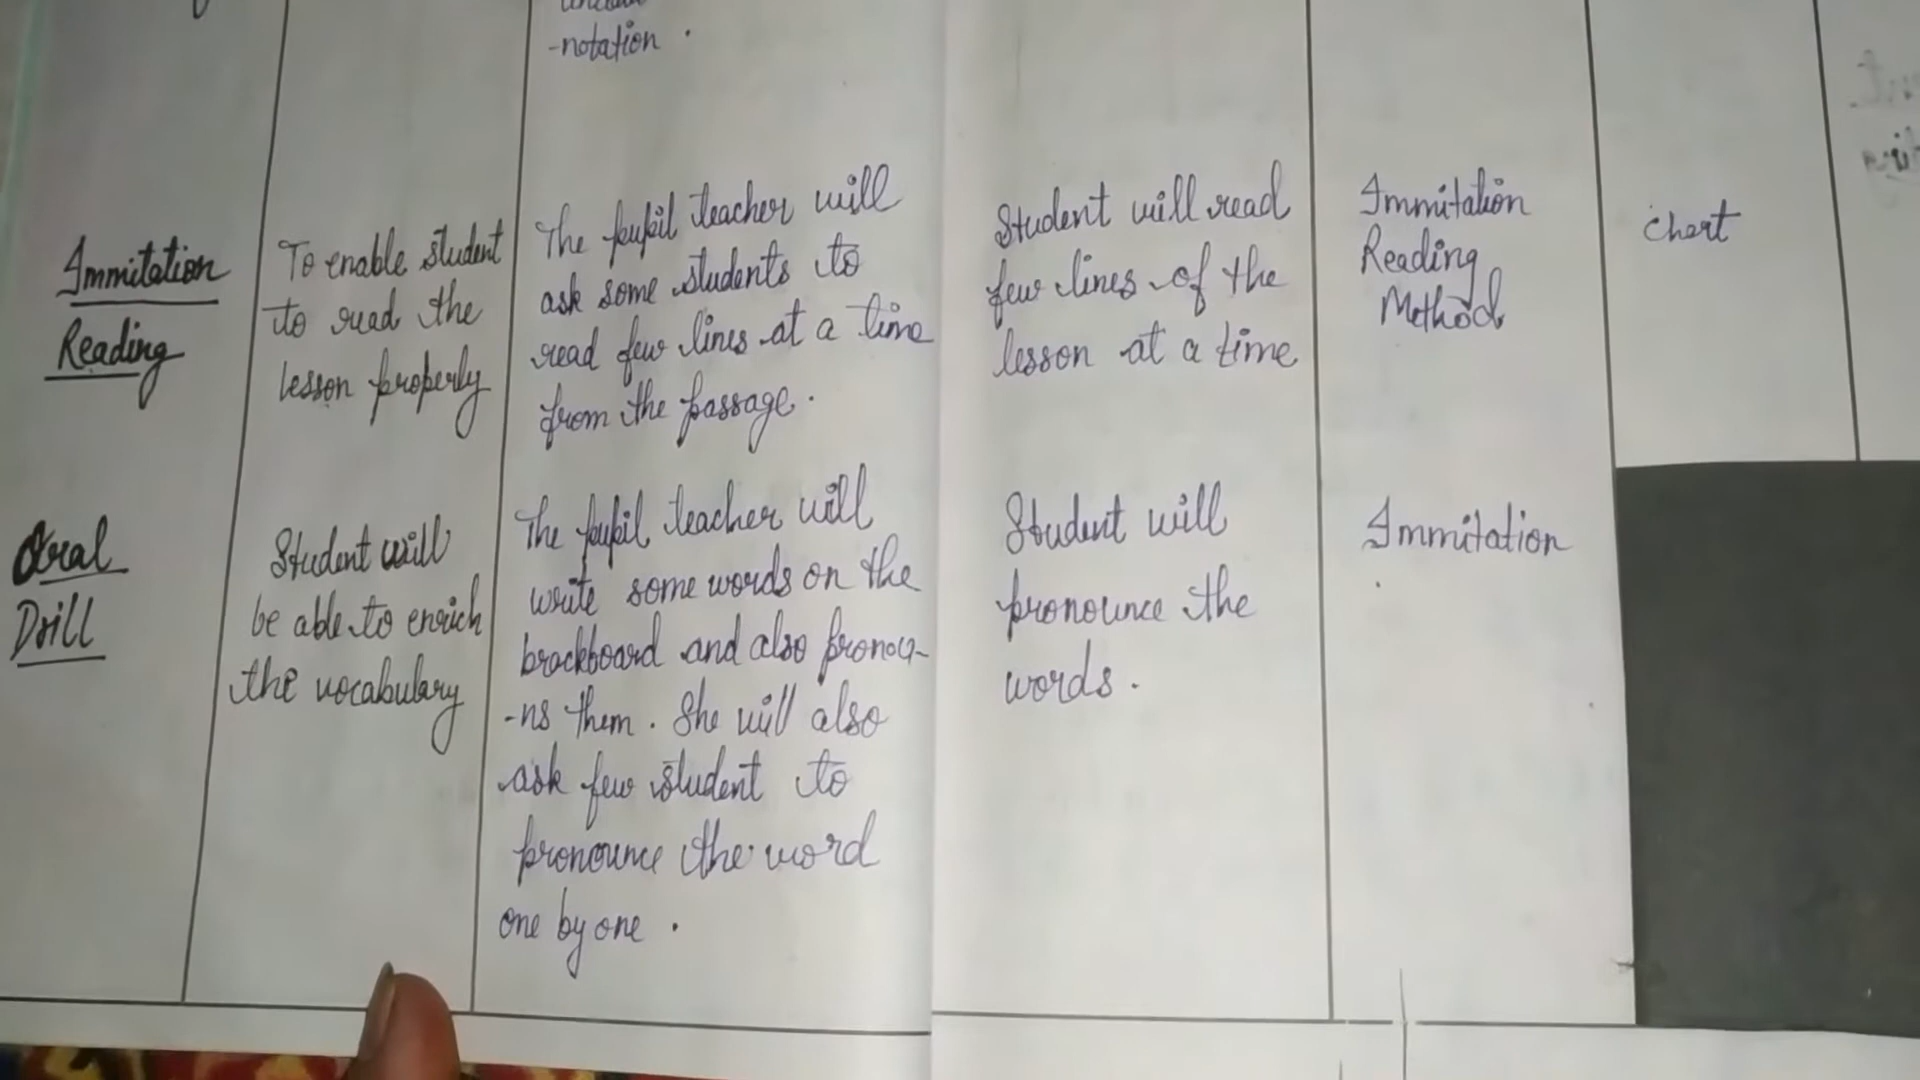 -notation .
Immitation
Reading
To enable student
to read the
lesson properly
The pupil teacher will
ask some students to
read few lines at a time
from the passage.
Student will read
few lines of the
lesson at a time
Immitation
Reading
Method
Chart
Oral
Drill
Student will
be able to enrich
the vocabulary
The pupil teacher will
write some words on the
brackboard and also pronou-
-ns them. She will also
ask few student to
pronounce the word
one by one .
Student will
pronounce the
words.
Immitation